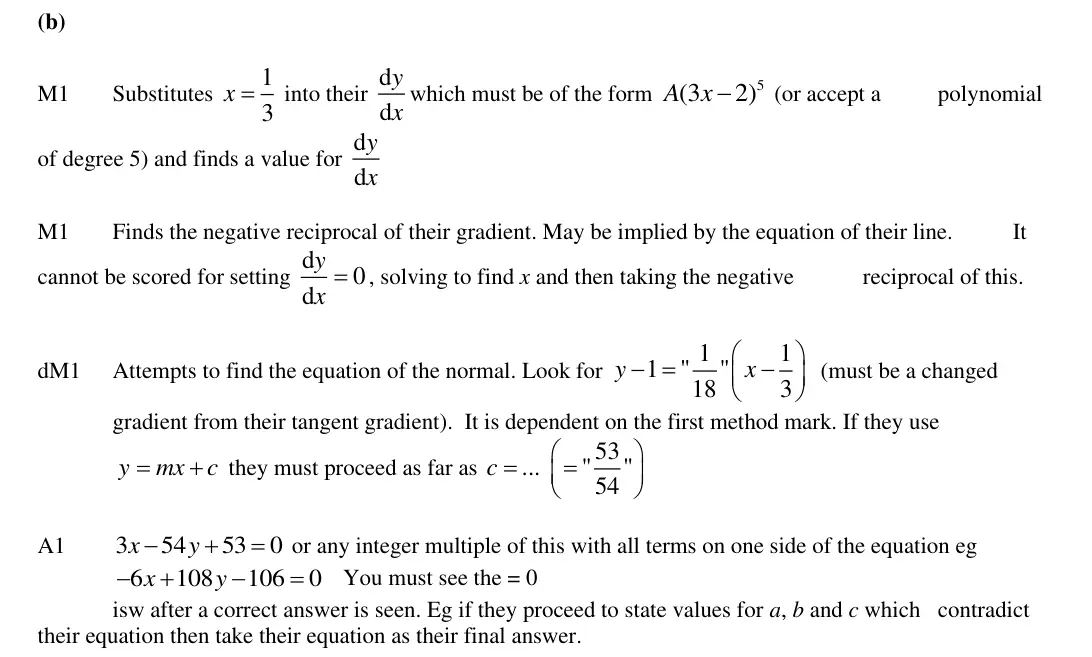 (b)
M1 Substitutes x = 1/3 into their dy/dx which must be of the form A(3x − 2)^5 (or accept a polynomial
of degree 5) and finds a value for dy/dx
M1 Finds the negative reciprocal of their gradient. May be implied by the equation of their line. It
cannot be scored for setting dy/dx = 0, solving to find x and then taking the negative reciprocal of this.
dM1 Attempts to find the equation of the normal. Look for y − 1 = "1/18"(x − 1/3) (must be a changed
gradient from their tangent gradient). It is dependent on the first method mark. If they use
y = mx + c they must proceed as far as c = ... (= "53/54")
A1 3x − 54y + 53 = 0 or any integer multiple of this with all terms on one side of the equation eg
−6x + 108y − 106 = 0 You must see the = 0
isw after a correct answer is seen. Eg if they proceed to state values for a, b and c which contradict
their equation then take their equation as their final answer.